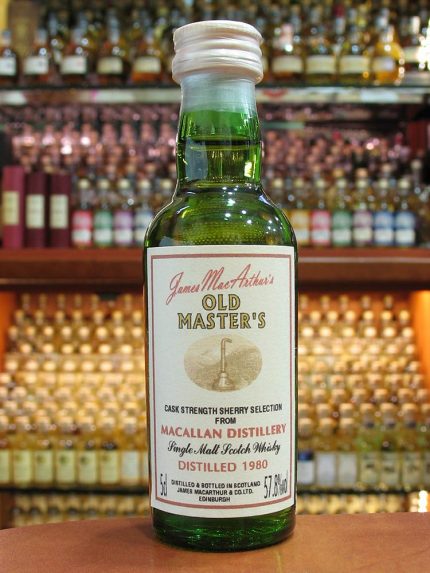 James MacArthur's
OLD
MASTER'S
CASK STRENGTH SHERRY SELECTION
FROM
MACALLAN DISTILLERY
Single Malt Scotch Whisky
DISTILLED 1980
5cl DISTILLED & BOTTLED IN SCOTLAND 57.8%vol
JAMES MACARTHUR & CO.LTD.
EDINBURGH